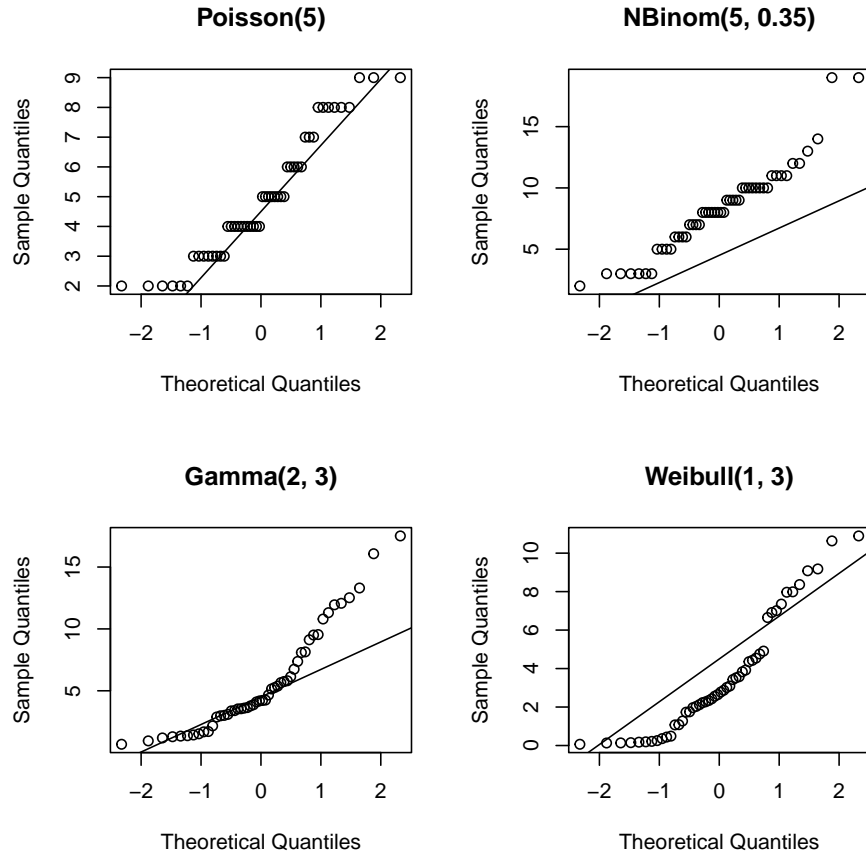 Poisson(5)
Sample Quantiles
2 3 4 5 6 7 8 9
−2 −1 0 1 2
Theoretical Quantiles
NBinom(5, 0.35)
Sample Quantiles
5 10 15
−2 −1 0 1 2
Theoretical Quantiles
Gamma(2, 3)
Sample Quantiles
5 10 15
−2 −1 0 1 2
Theoretical Quantiles
Weibull(1, 3)
Sample Quantiles
0 2 4 6 8 10
−2 −1 0 1 2
Theoretical Quantiles